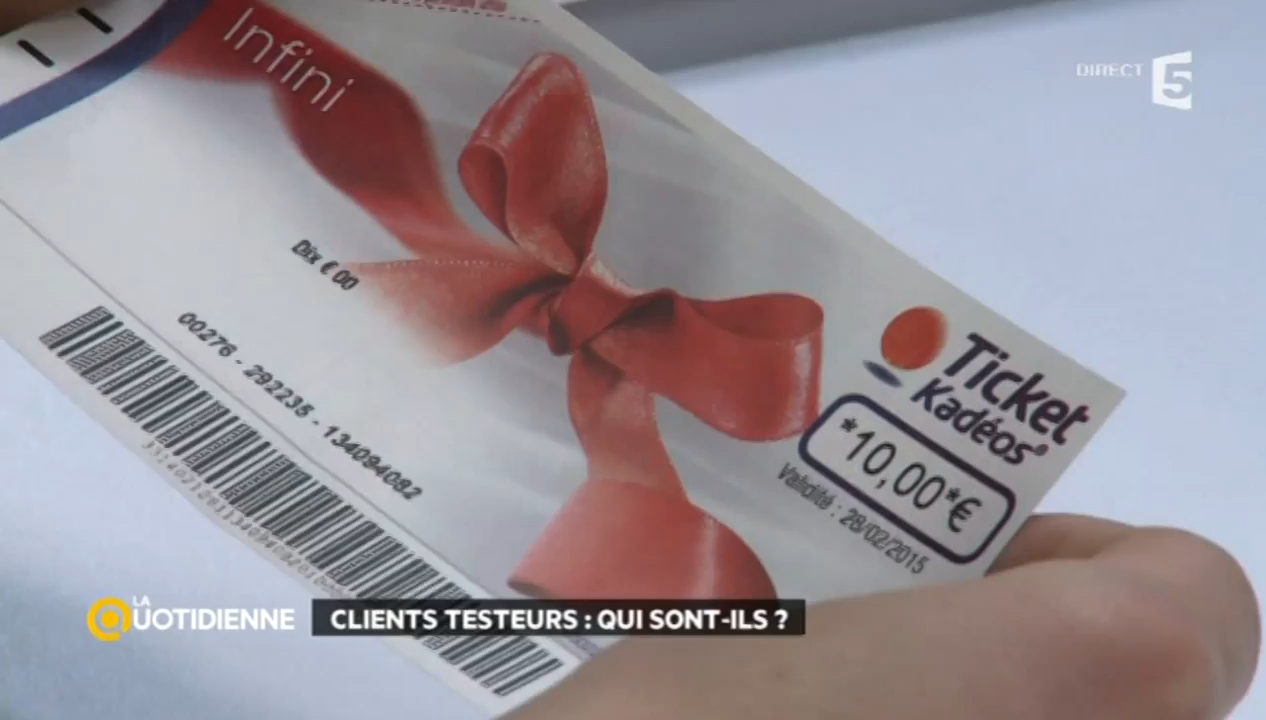 Infini
DIRECT 5
Dix € 00
00276 - 292235 - 134094082
Ticket
Kadéos®
*10,00*€
Validité : 28/02/2015
LA QUOTIDIENNE
CLIENTS TESTEURS : QUI SONT-ILS ?